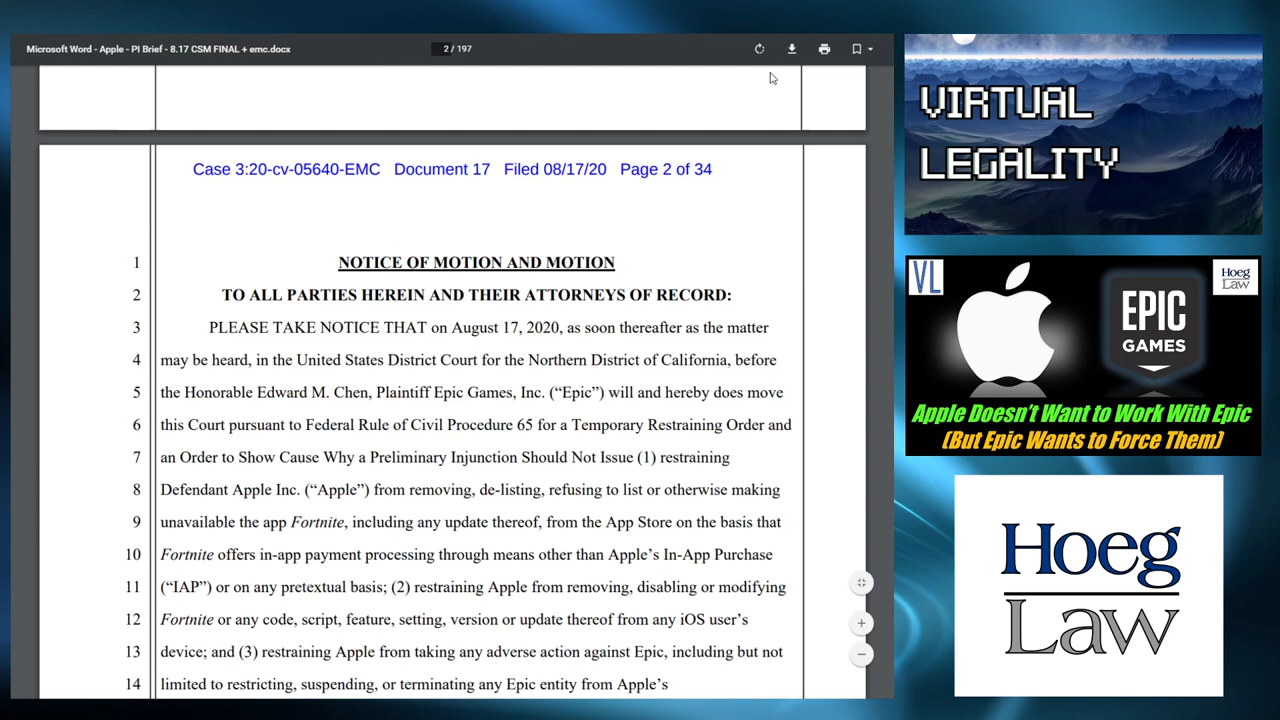 Microsoft Word - Apple - PI Brief - 8.17 CSM FINAL + emc.docx
2 / 197
Case 3:20-cv-05640-EMC Document 17 Filed 08/17/20 Page 2 of 34
1 NOTICE OF MOTION AND MOTION
2 TO ALL PARTIES HEREIN AND THEIR ATTORNEYS OF RECORD:
3 PLEASE TAKE NOTICE THAT on August 17, 2020, as soon thereafter as the matter
4 may be heard, in the United States District Court for the Northern District of California, before
5 the Honorable Edward M. Chen, Plaintiff Epic Games, Inc. (“Epic”) will and hereby does move
6 this Court pursuant to Federal Rule of Civil Procedure 65 for a Temporary Restraining Order and
7 an Order to Show Cause Why a Preliminary Injunction Should Not Issue (1) restraining
8 Defendant Apple Inc. (“Apple”) from removing, de-listing, refusing to list or otherwise making
9 unavailable the app Fortnite, including any update thereof, from the App Store on the basis that
10 Fortnite offers in-app payment processing through means other than Apple’s In-App Purchase
11 (“IAP”) or on any pretextual basis; (2) restraining Apple from removing, disabling or modifying
12 Fortnite or any code, script, feature, setting, version or update thereof from any iOS user’s
13 device; and (3) restraining Apple from taking any adverse action against Epic, including but not
14 limited to restricting, suspending, or terminating any Epic entity from Apple’s
VIRTUAL
LEGALITY
VL
Hoeg
Law
EPIC
GAMES
Apple Doesn't Want to Work With Epic
(But Epic Wants to Force Them)
Hoeg
Law